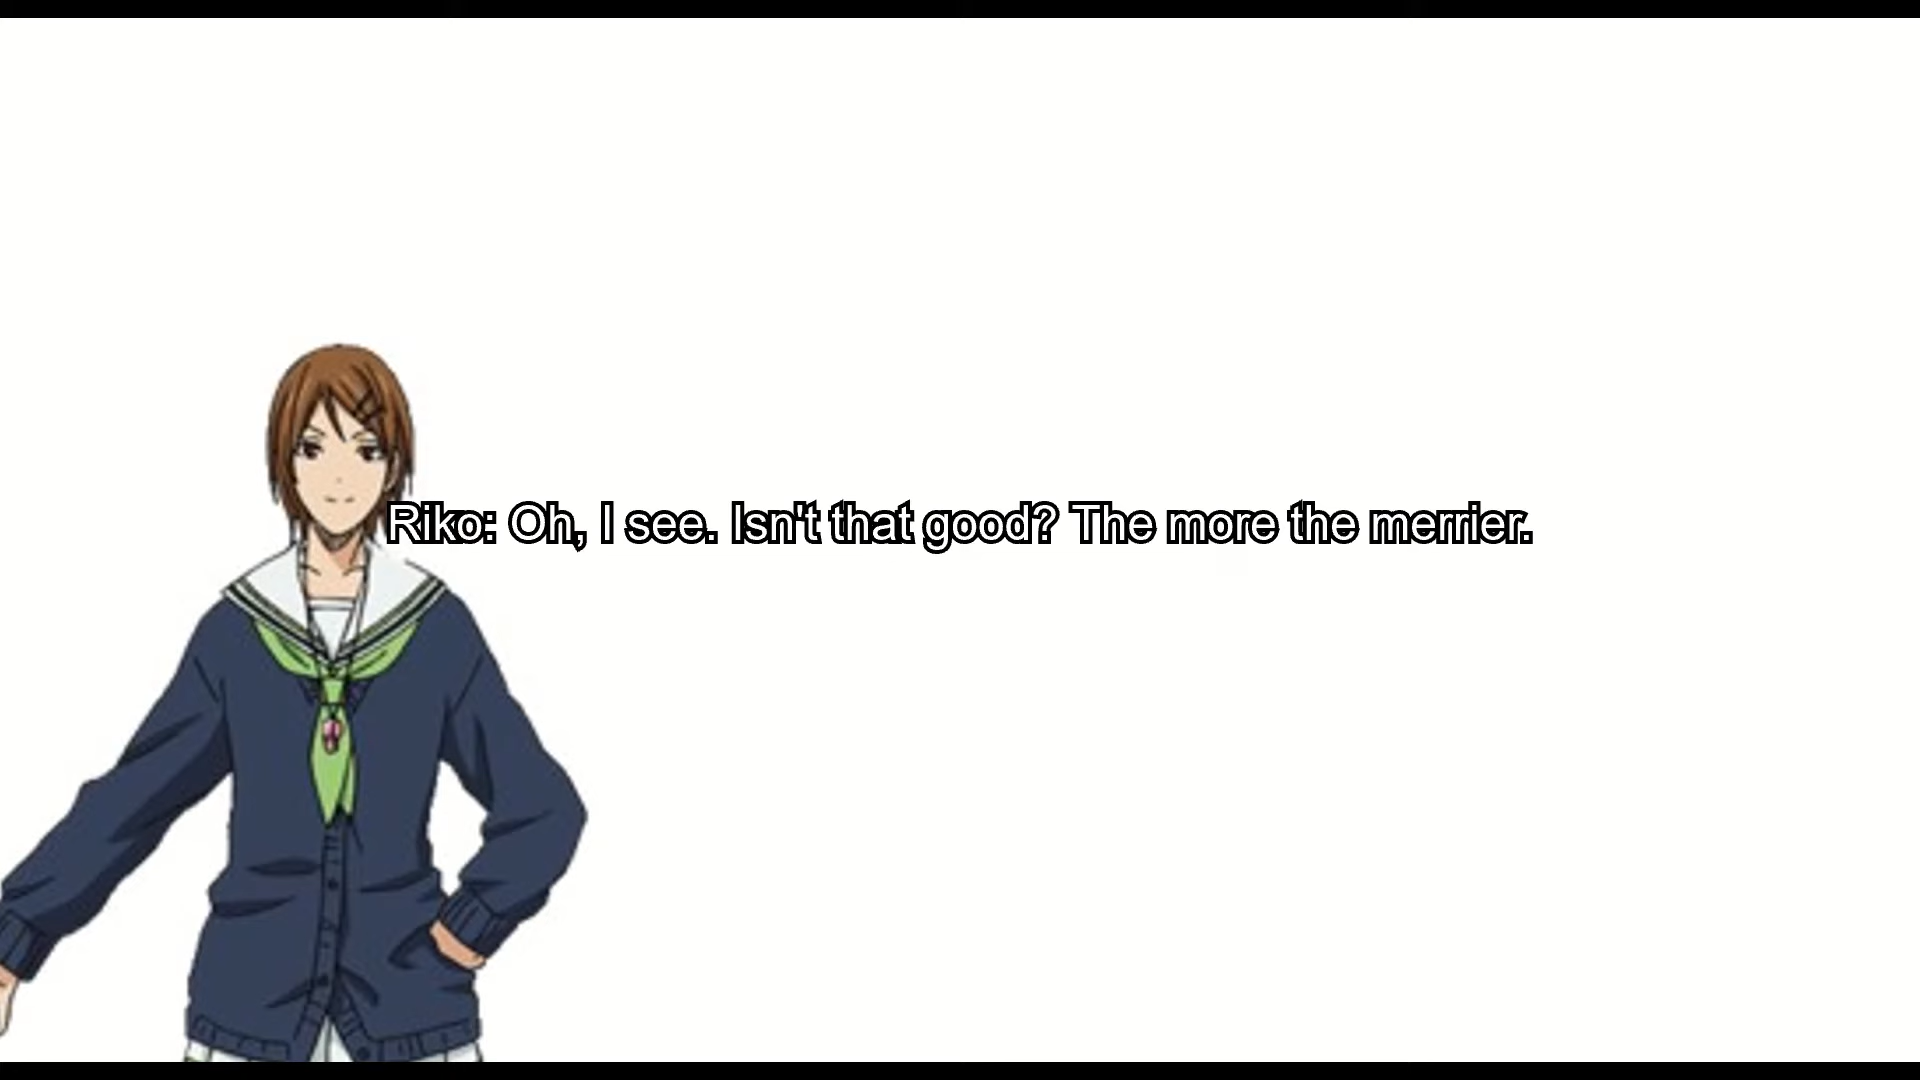 Riko: Oh, I see. Isn't that good? The more the merrier.